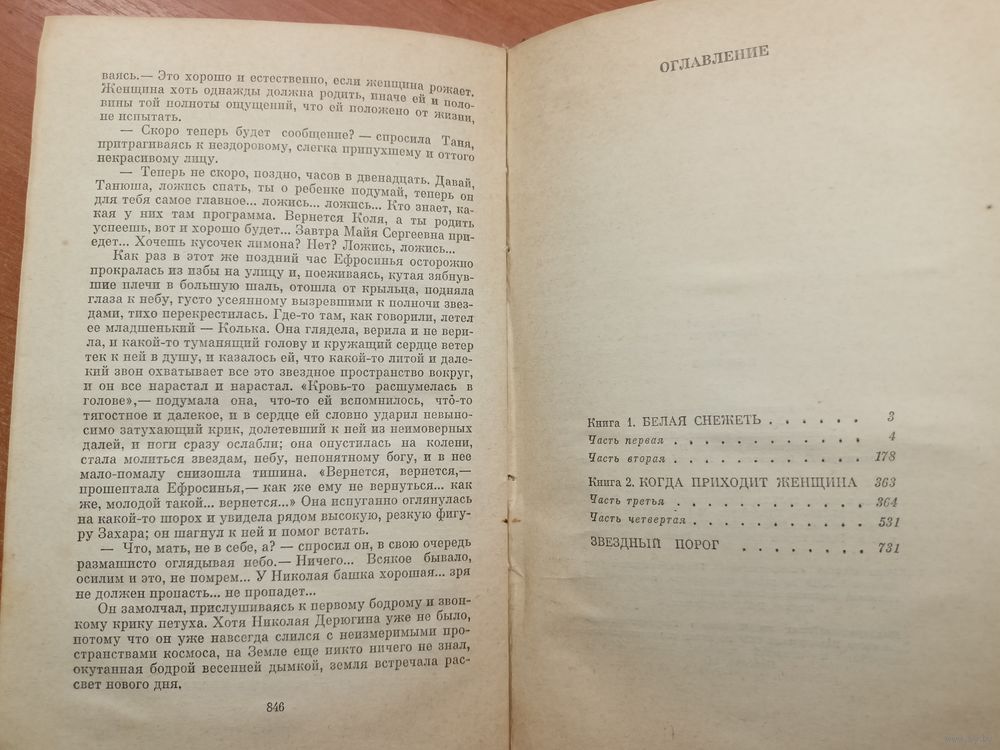 ваясь.— Это хорошо и естественно, если женщина рожает.
Женщина хоть однажды должна родить, иначе ей и поло-
вины той полноты ощущений, что ей положено от жизни,
не испытать.
— Скоро теперь будет сообщение? — спросила Таня,
притрагиваясь к нездоровому, слегка припухшему и оттого
некрасивому лицу.
— Теперь не скоро, поздно, часов в двенадцать. Давай,
Танюша, ложись спать, ты о ребенке подумай, теперь он
для тебя самое главное... ложись... ложись... Кто знает, ка-
кая у них там программа. Вернется Коля, а ты родить
успеешь, вот и хорошо будет... Завтра Майя Сергеевна при-
едет... Хочешь кусочек лимона? Нет? Ложись, ложись...
Как раз в этот же поздний час Ефросинья осторожно
прокралась из избы на улицу и, поеживаясь, кутая зябнув-
шие плечи в большую шаль, отошла от крыльца, подняла
глаза к небу, густо усеянному вызревшими к полночи звез-
дами, тихо перекрестилась. Где-то там, как говорили, летел
ее младшенький — Колька. Она глядела, верила и не вери-
ла, и какой-то туманящий голову и кружащий сердце ветер
тек к ней в душу, и казалось ей, что какой-то литой и дале-
кий звон охватывает все это звездное пространство вокруг,
и он все нарастал и нарастал. «Кровь-то расшумелась в
голове»,— подумала она, что-то ей вспомнилось, что-то
тягостное и далекое, и в сердце ей словно ударил невыно-
симо затухающий крик, долетевший к ней из неимоверных
далей, и ноги сразу ослабли; она опустилась на колени,
стала молиться звездам, небу, непонятному богу, и в нее
мало-помалу снизошла тишина. «Вернется, вернется,—
прошептала Ефросинья,— как же ему не вернуться... как
же, молодой такой... вернется...» Она испуганно оглянулась
на какой-то шорох и увидела рядом высокую, резкую фигу-
ру Захара; он шагнул к ней и помог встать.
— Что, мать, не в себе, а? — спросил он, в свою очередь
размашисто оглядывая небо.— Ничего... Всякое бывало,
осилим и это, не помрем... У Николая башка хорошая... зря
не должен пропасть... не пропадет...
Он замолчал, прислушиваясь к первому бодрому и звон-
кому крику петуха. Хотя Николая Дерюгина уже не было,
потому что он уже навсегда слился с неизмеримыми про-
странствами космоса, на Земле еще никто ничего не знал,
окутанная бодрой весенней дымкой, земля встречала рас-
свет нового дня.
846
ОГЛАВЛЕНИЕ
Книга 1. БЕЛАЯ СНЕЖЕТЬ . . . . . . 3
Часть первая . . . . . . . . . . . . 4
Часть вторая . . . . . . . . . . . . 178
Книга 2. КОГДА ПРИХОДИТ ЖЕНЩИНА 363
Часть третья . . . . . . . . . . . . 364
Часть четвертая . . . . . . . . . . . 531
ЗВЕЗДНЫЙ ПОРОГ . . . . . . . . 731